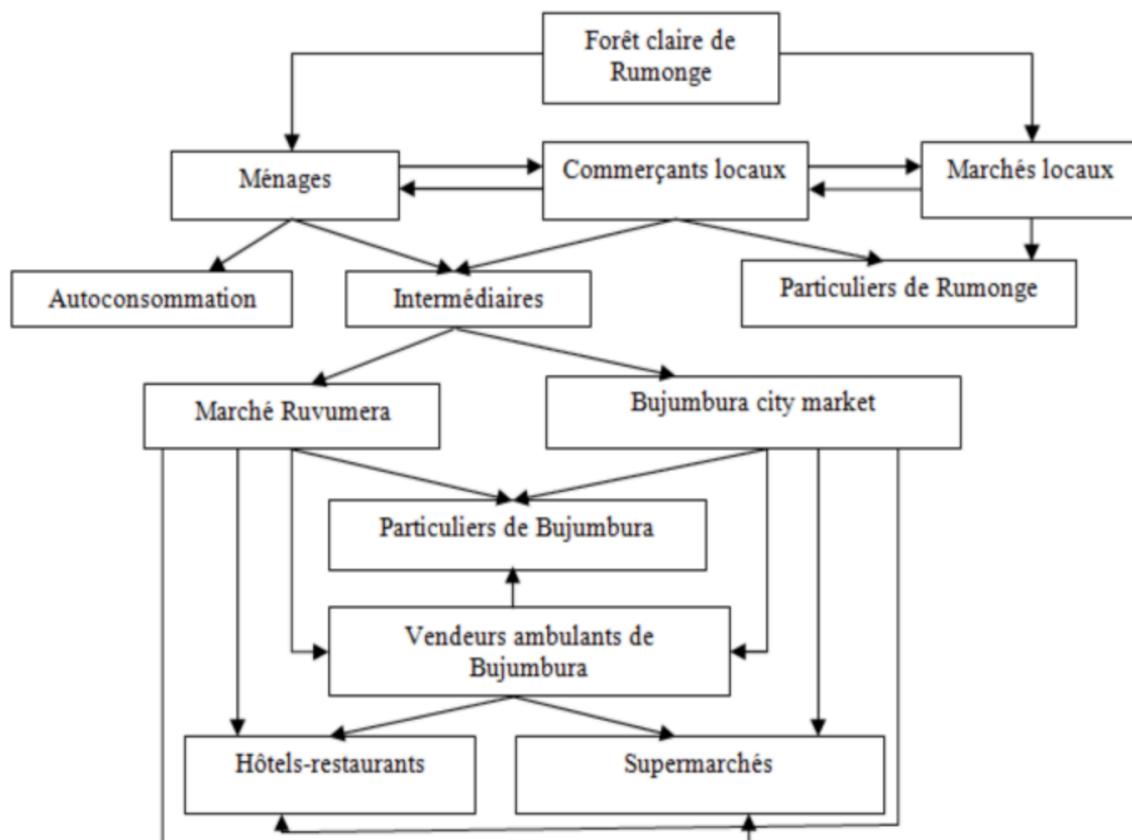 Forêt claire de
Rumonge
Ménages
Commerçants locaux
Marchés locaux
Autoconsommation
Intermédiaires
Particuliers de Rumonge
Marché Ruvumera
Bujumbura city market
Particuliers de Bujumbura
Vendeurs ambulants de
Bujumbura
Hôtels-restaurants
Supermarchés